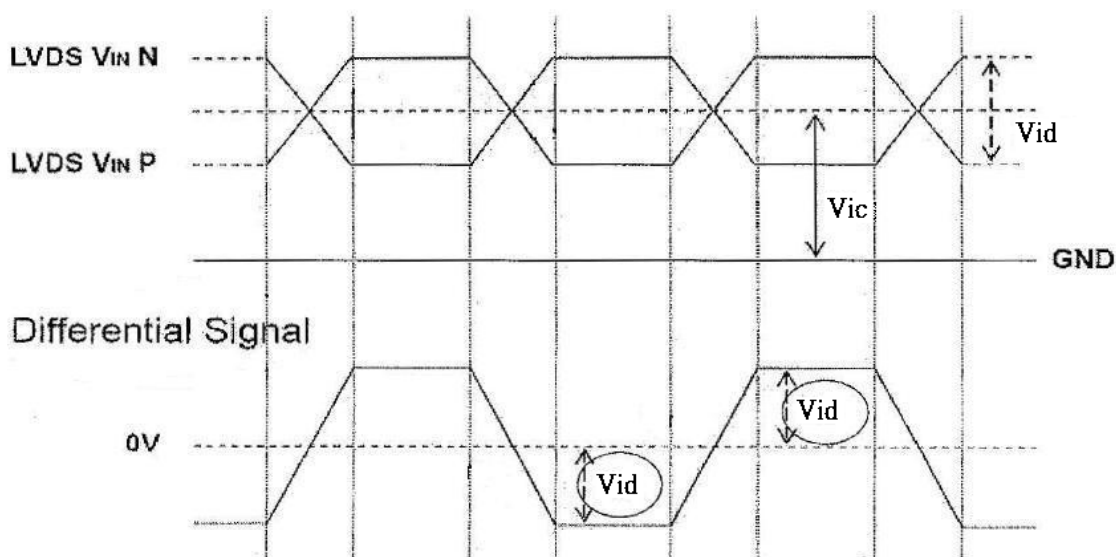 LVDS VIN N
Vid
LVDS VIN P
Vic
GND
Differential Signal
Vid
0V
Vid